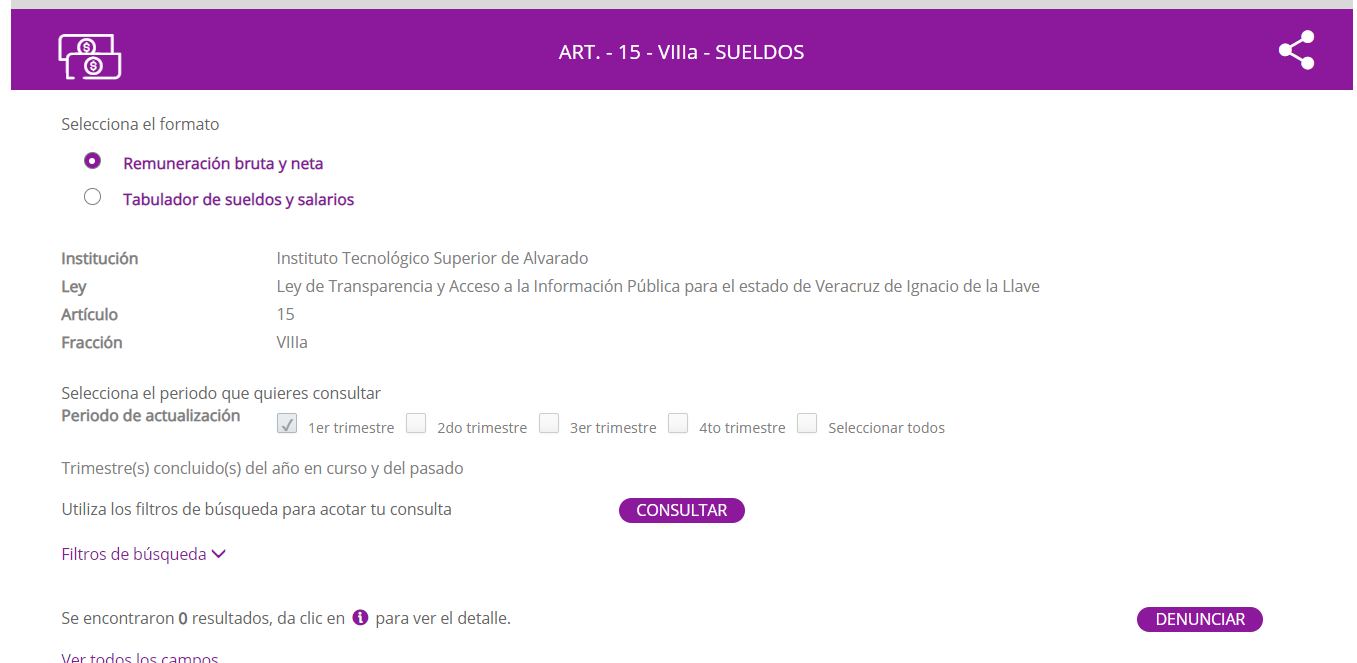 ART. - 15 - VIIIa - SUELDOS
Selecciona el formato
Remuneración bruta y neta
Tabulador de sueldos y salarios
Institución Instituto Tecnológico Superior de Alvarado
Ley Ley de Transparencia y Acceso a la Información Pública para el estado de Veracruz de Ignacio de la Llave
Artículo 15
Fracción VIIIa
Selecciona el periodo que quieres consultar
Periodo de actualización 1er trimestre 2do trimestre 3er trimestre 4to trimestre Seleccionar todos
Trimestre(s) concluido(s) del año en curso y del pasado
Utiliza los filtros de búsqueda para acotar tu consulta CONSULTAR
Filtros de búsqueda
Se encontraron 0 resultados, da clic en i para ver el detalle. DENUNCIAR
Ver todos los campos